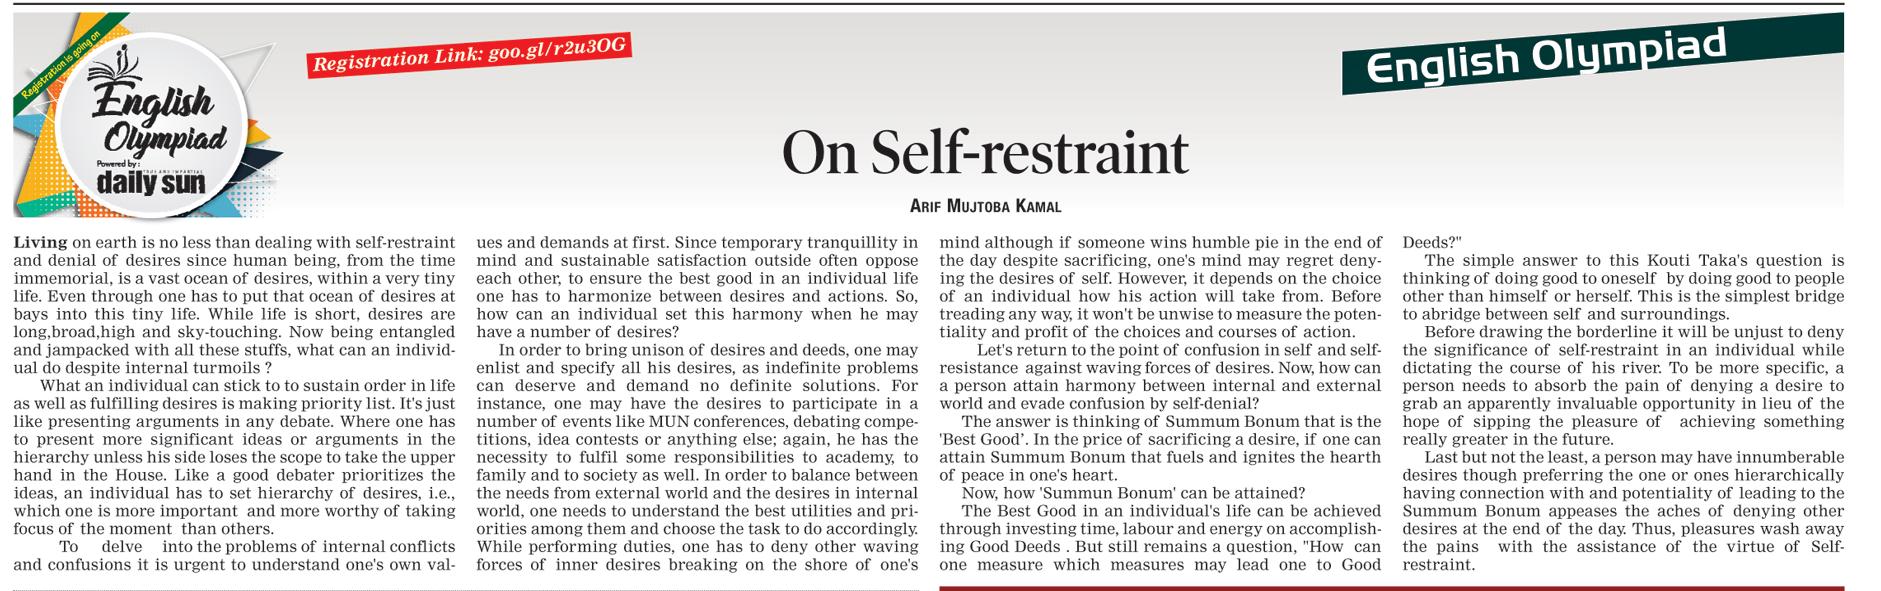 Registration is going on
English
Olympiad
Powered by :
TRUE AND IMPARTIAL
daily sun
Registration Link: goo.gl/r2u3OG
English Olympiad
On Self-restraint
Arif Mujtoba Kamal
Living on earth is no less than dealing with self-restraint
and denial of desires since human being, from the time
immemorial, is a vast ocean of desires, within a very tiny
life. Even through one has to put that ocean of desires at
bays into this tiny life. While life is short, desires are
long,broad,high and sky-touching. Now being entangled
and jampacked with all these stuffs, what can an individ-
ual do despite internal turmoils ?
What an individual can stick to to sustain order in life
as well as fulfilling desires is making priority list. It's just
like presenting arguments in any debate. Where one has
to present more significant ideas or arguments in the
hierarchy unless his side loses the scope to take the upper
hand in the House. Like a good debater prioritizes the
ideas, an individual has to set hierarchy of desires, i.e.,
which one is more important and more worthy of taking
focus of the moment than others.
To delve into the problems of internal conflicts
and confusions it is urgent to understand one's own val-
ues and demands at first. Since temporary tranquillity in
mind and sustainable satisfaction outside often oppose
each other, to ensure the best good in an individual life
one has to harmonize between desires and actions. So,
how can an individual set this harmony when he may
have a number of desires?
In order to bring unison of desires and deeds, one may
enlist and specify all his desires, as indefinite problems
can deserve and demand no definite solutions. For
instance, one may have the desires to participate in a
number of events like MUN conferences, debating compe-
titions, idea contests or anything else; again, he has the
necessity to fulfil some responsibilities to academy, to
family and to society as well. In order to balance between
the needs from external world and the desires in internal
world, one needs to understand the best utilities and pri-
orities among them and choose the task to do accordingly.
While performing duties, one has to deny other waving
forces of inner desires breaking on the shore of one's
mind although if someone wins humble pie in the end of
the day despite sacrificing, one's mind may regret deny-
ing the desires of self. However, it depends on the choice
of an individual how his action will take from. Before
treading any way, it won't be unwise to measure the poten-
tiality and profit of the choices and courses of action.
Let's return to the point of confusion in self and self-
resistance against waving forces of desires. Now, how can
a person attain harmony between internal and external
world and evade confusion by self-denial?
The answer is thinking of Summum Bonum that is the
'Best Good'. In the price of sacrificing a desire, if one can
attain Summum Bonum that fuels and ignites the hearth
of peace in one's heart.
Now, how 'Summun Bonum' can be attained?
The Best Good in an individual's life can be achieved
through investing time, labour and energy on accomplish-
ing Good Deeds . But still remains a question, "How can
one measure which measures may lead one to Good
Deeds?"
The simple answer to this Kouti Taka's question is
thinking of doing good to oneself by doing good to people
other than himself or herself. This is the simplest bridge
to abridge between self and surroundings.
Before drawing the borderline it will be unjust to deny
the significance of self-restraint in an individual while
dictating the course of his river. To be more specific, a
person needs to absorb the pain of denying a desire to
grab an apparently invaluable opportunity in lieu of the
hope of sipping the pleasure of achieving something
really greater in the future.
Last but not the least, a person may have innumberable
desires though preferring the one or ones hierarchically
having connection with and potentiality of leading to the
Summum Bonum appeases the aches of denying other
desires at the end of the day. Thus, pleasures wash away
the pains with the assistance of the virtue of Self-
restraint.